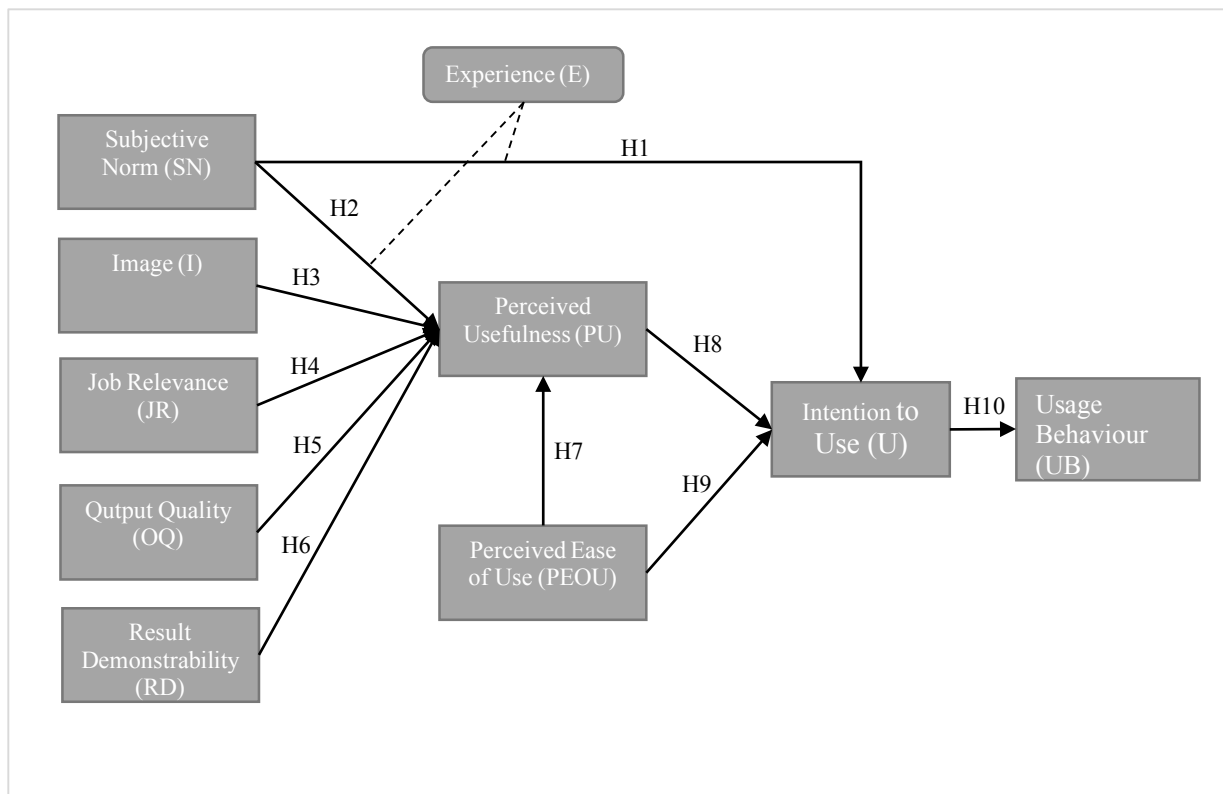 Experience (E)
Subjective
Norm (SN)
H1
H2
Image (I)
H3
Perceived
Usefulness (PU)
H8
Job Relevance
(JR)
H4
Intention to
Use (U)
H10
Usage
Behaviour
(UB)
H5
H7
H9
Qutput Quality
(OQ)
H6
Perceived Ease
of Use (PEOU)
Result
Demonstrability
(RD)